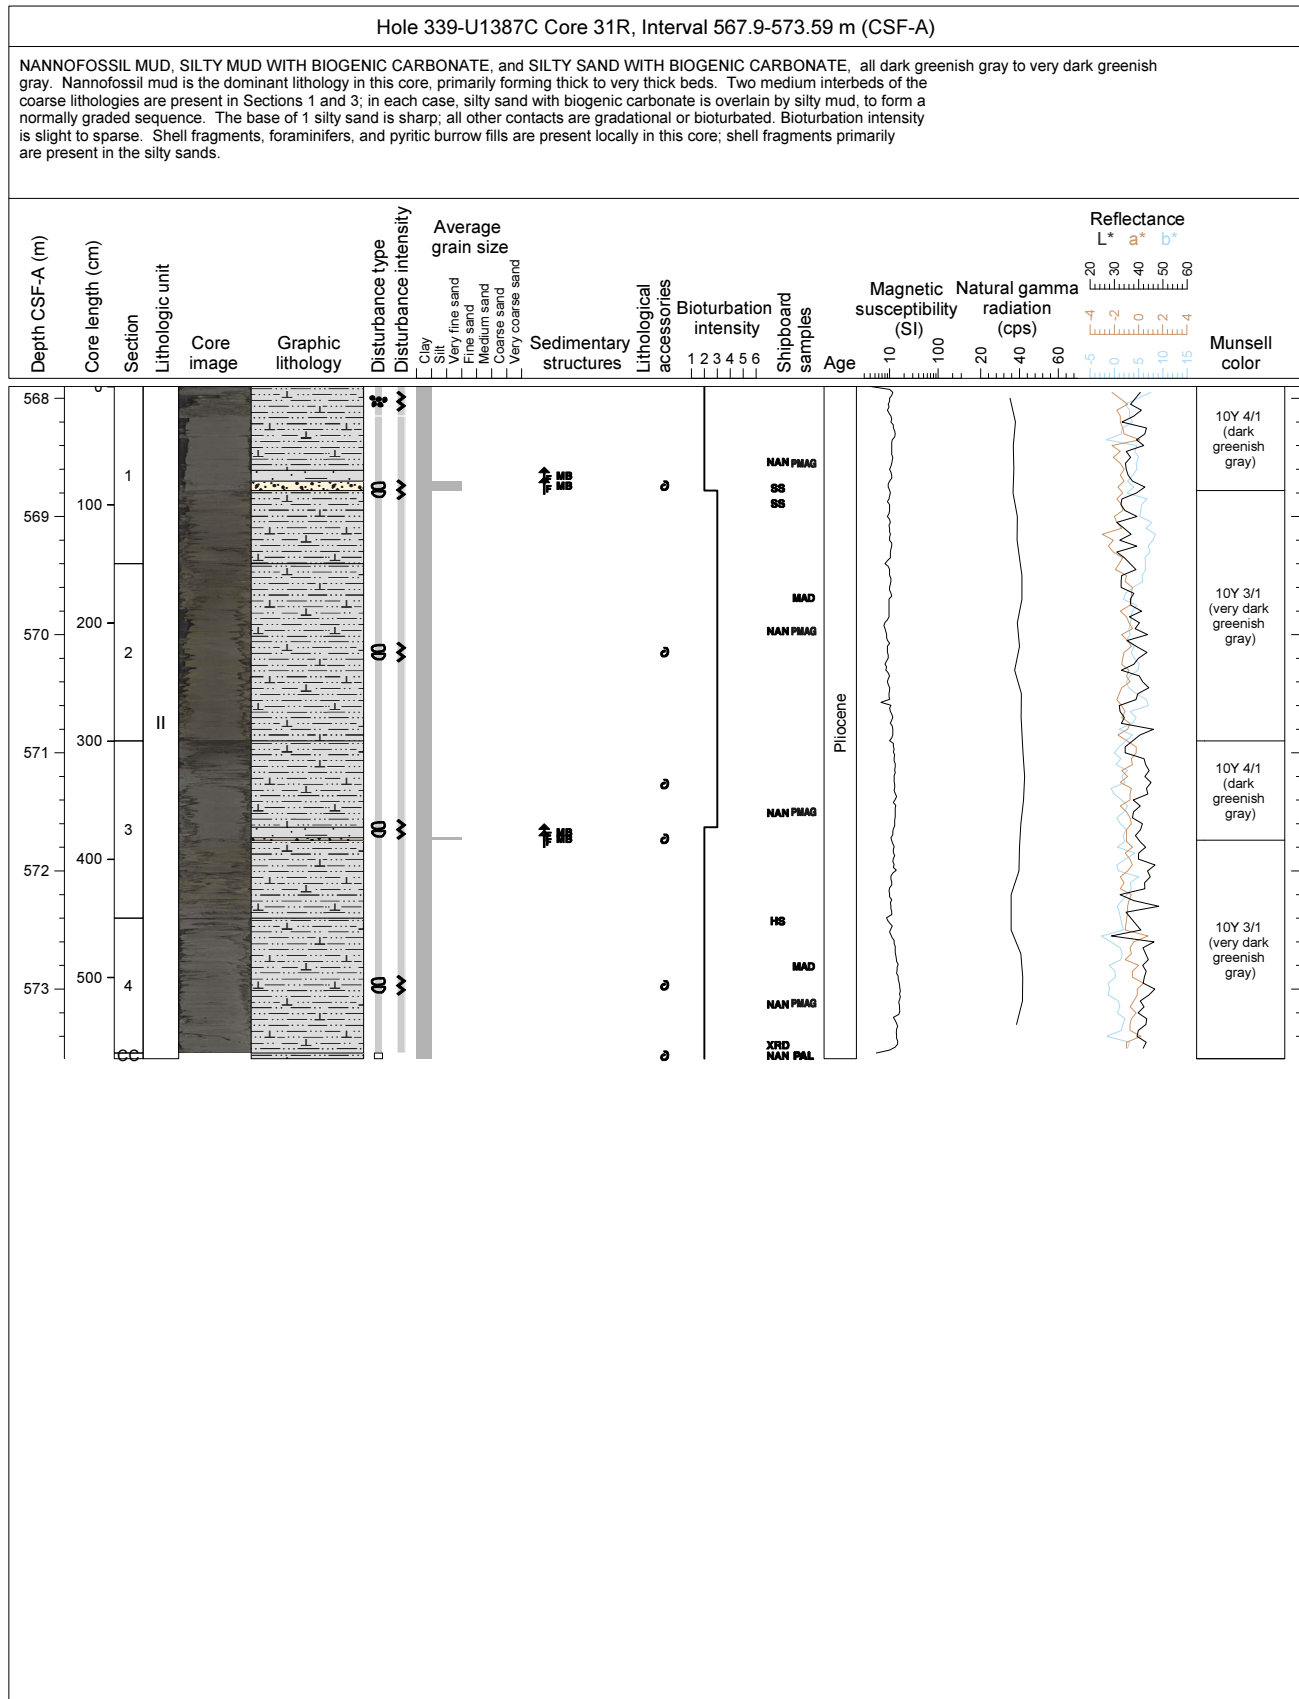 Hole 339-U1387C Core 31R, Interval 567.9-573.59 m (CSF-A)
NANNOFOSSIL MUD, SILTY MUD WITH BIOGENIC CARBONATE, and SILTY SAND WITH BIOGENIC CARBONATE, all dark greenish gray to very dark greenish
gray. Nannofossil mud is the dominant lithology in this core, primarily forming thick to very thick beds. Two medium interbeds of the
coarse lithologies are present in Sections 1 and 3; in each case, silty sand with biogenic carbonate is overlain by silty mud, to form a
normally graded sequence. The base of 1 silty sand is sharp; all other contacts are gradational or bioturbated. Bioturbation intensity
is slight to sparse. Shell fragments, foraminifers, and pyritic burrow fills are present locally in this core; shell fragments primarily
are present in the silty sands.
Depth CSF-A (m)
Core length (cm)
Section
Lithologic unit
Core
image
Graphic
lithology
Disturbance type
Disturbance intensity
Average
grain size
Clay
Silt
Very fine sand
Fine sand
Medium sand
Coarse sand
Very coarse sand
Sedimentary
structures
Lithological
accessories
Bioturbation
intensity
1 2 3 4 5 6
Shipboard
samples
Age
Magnetic
susceptibility
(SI)
10 100
Natural gamma
radiation
(cps)
20 40 60
Reflectance
L* a* b*
20 30 40 50 60
-4 -2 0 2 4
-5 0 5 10 15
Munsell
color
568
569
570
571
572
573
0
100
200
300
400
500
1
2
3
4
CC
II
F MB
F MB
F MB
F MB
NAN PMAG
SS
SS
MAD
NAN PMAG
NAN PMAG
HS
MAD
NAN PMAG
XRD
NAN PAL
Pliocene
10Y 4/1
(dark
greenish
gray)
10Y 3/1
(very dark
greenish
gray)
10Y 4/1
(dark
greenish
gray)
10Y 3/1
(very dark
greenish
gray)